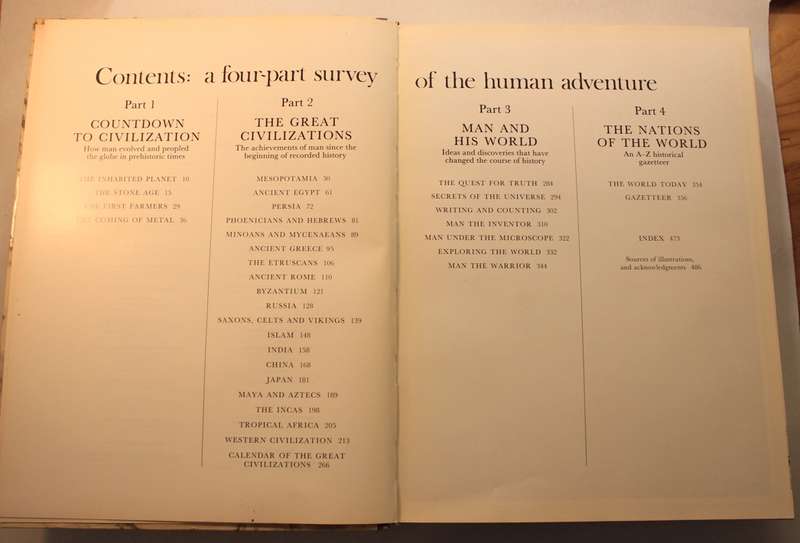 Contents: a four-part survey of the human adventure
Part 1
COUNTDOWN
TO CIVILIZATION
How man evolved and peopled
the globe in prehistoric times
THE INHABITED PLANET 10
THE STONE AGE 15
THE FIRST FARMERS 29
THE COMING OF METAL 36
Part 2
THE GREAT
CIVILIZATIONS
The achievements of man since the
beginning of recorded history
MESOPOTAMIA 50
ANCIENT EGYPT 61
PERSIA 72
PHOENICIANS AND HEBREWS 81
MINOANS AND MYCENAEANS 89
ANCIENT GREECE 95
THE ETRUSCANS 106
ANCIENT ROME 110
BYZANTIUM 121
RUSSIA 128
SAXONS, CELTS AND VIKINGS 139
ISLAM 148
INDIA 158
CHINA 168
JAPAN 181
MAYA AND AZTECS 189
THE INCAS 198
TROPICAL AFRICA 205
WESTERN CIVILIZATION 213
CALENDAR OF THE GREAT
CIVILIZATIONS 266
Part 3
MAN AND
HIS WORLD
Ideas and discoveries that have
changed the course of history
THE QUEST FOR TRUTH 284
SECRETS OF THE UNIVERSE 294
WRITING AND COUNTING 302
MAN THE INVENTOR 310
MAN UNDER THE MICROSCOPE 322
EXPLORING THE WORLD 332
MAN THE WARRIOR 344
Part 4
THE NATIONS
OF THE WORLD
An A–Z historical
gazetteer
THE WORLD TODAY 354
GAZETTEER 356
INDEX 473
Sources of illustrations,
and acknowledgments 486